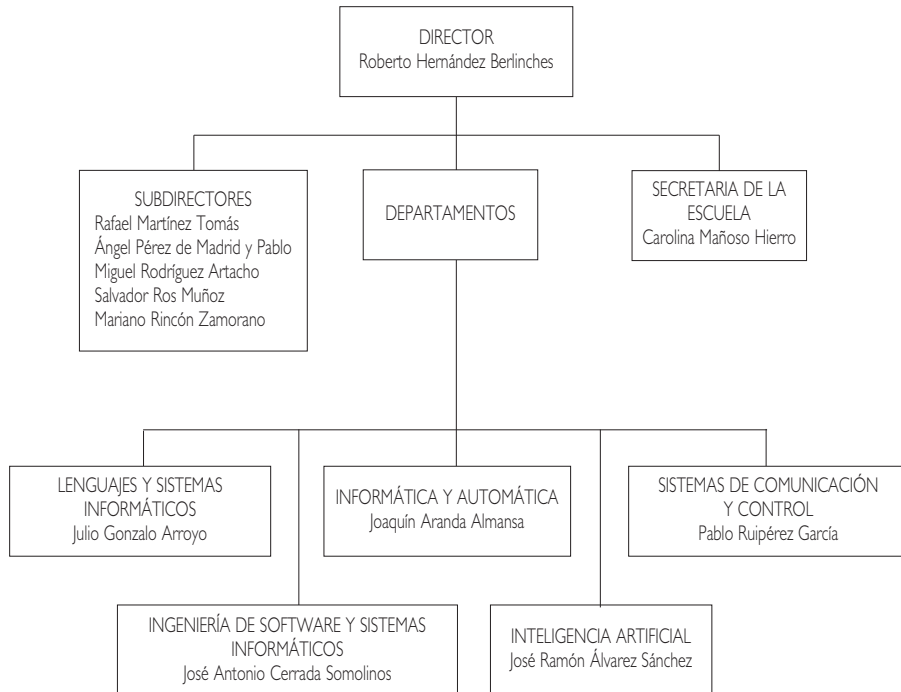 DIRECTOR
Roberto Hernández Berlinches
SUBDIRECTORES
Rafael Martínez Tomás
Ángel Pérez de Madrid y Pablo
Miguel Rodríguez Artacho
Salvador Ros Muñoz
Mariano Rincón Zamorano
DEPARTAMENTOS
SECRETARIA DE LA
ESCUELA
Carolina Mañoso Hierro
LENGUAJES Y SISTEMAS
INFORMÁTICOS
Julio Gonzalo Arroyo
INFORMÁTICA Y AUTOMÁTICA
Joaquín Aranda Almansa
SISTEMAS DE COMUNICACIÓN
Y CONTROL
Pablo Ruipérez García
INGENIERÍA DE SOFTWARE Y SISTEMAS
INFORMÁTICOS
José Antonio Cerrada Somolinos
INTELIGENCIA ARTIFICIAL
José Ramón Álvarez Sánchez